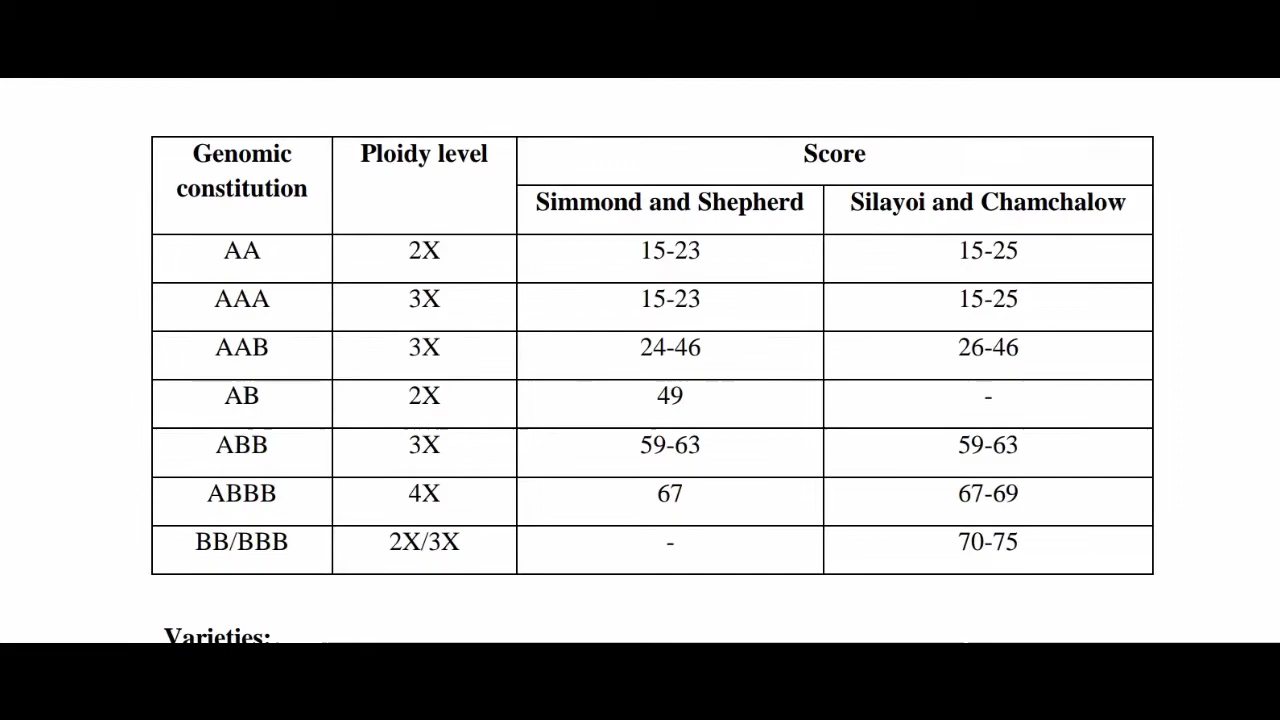 Genomic constitution Ploidy level Score
Simmond and Shepherd Silayoi and Chamchalow
AA 2X 15-23 15-25
AAA 3X 15-23 15-25
AAB 3X 24-46 26-46
AB 2X 49 -
ABB 3X 59-63 59-63
ABBB 4X 67 67-69
BB/BBB 2X/3X - 70-75
Varieties: